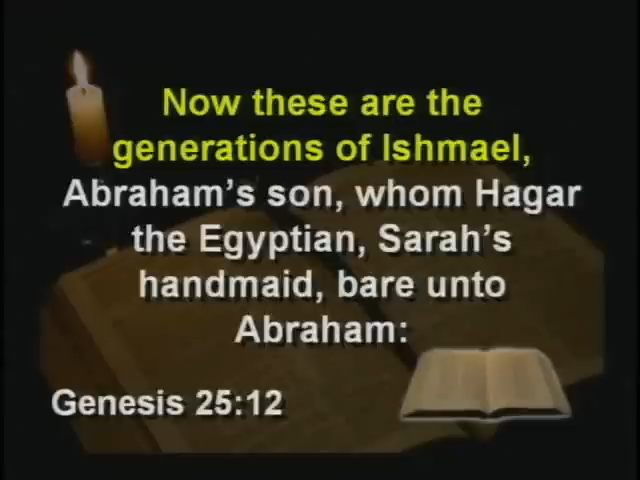 Now these are the
generations of Ishmael,
Abraham's son, whom Hagar
the Egyptian, Sarah's
handmaid, bare unto
Abraham:
Genesis 25:12